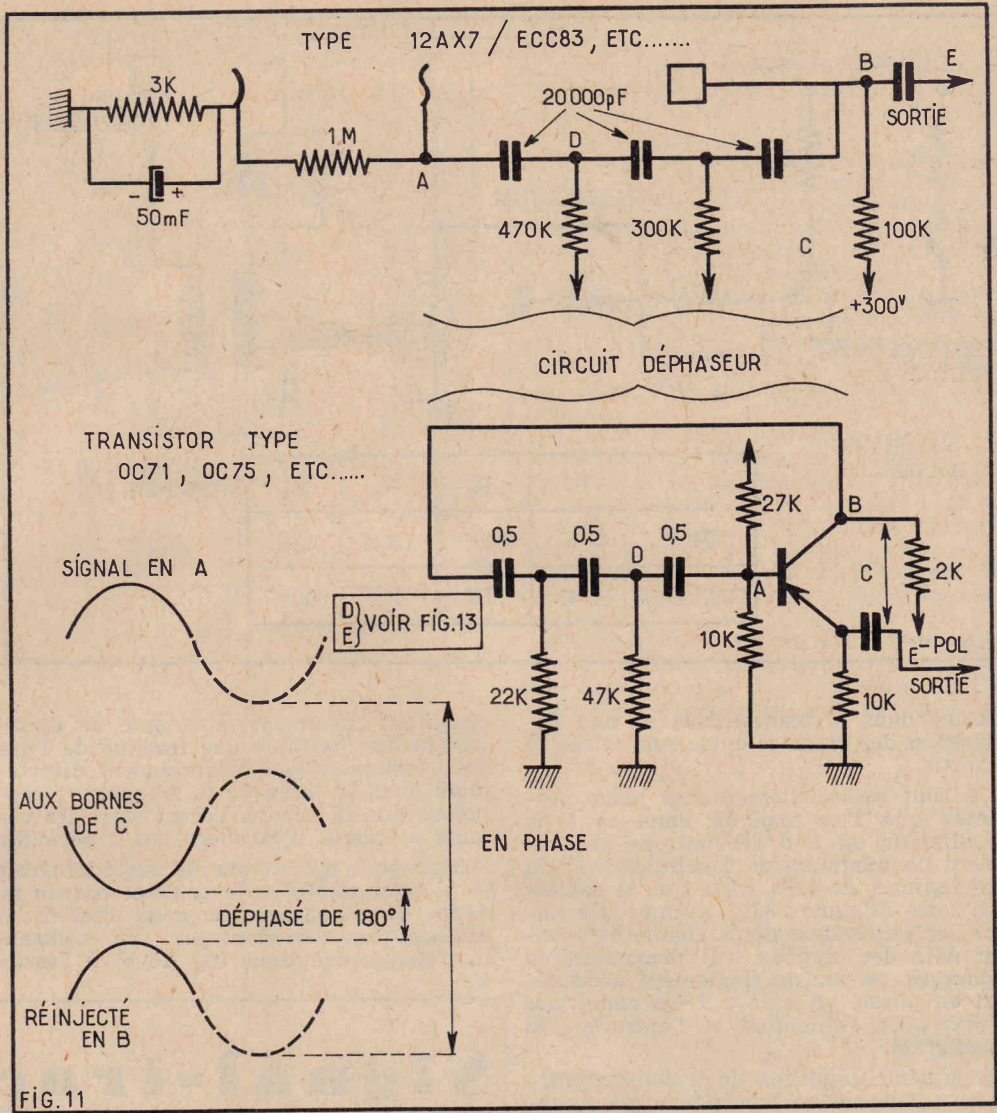 TYPE 12AX7 / ECC83, ETC.......
3K
- +
50mF
1M
A
20000pF
D
470K
300K
C
B
E
SORTIE
100K
+300V
CIRCUIT DÉPHASEUR
TRANSISTOR TYPE
OC71, OC75, ETC.....
SIGNAL EN A
D
E
VOIR FIG.13
0,5
0,5
D
0,5
27K
B
A
C
2K
22K
47K
10K
10K
E
-POL
SORTIE
AUX BORNES
DE C
EN PHASE
DÉPHASÉ DE 180°
RÉINJECTÉ
EN B
FIG.11